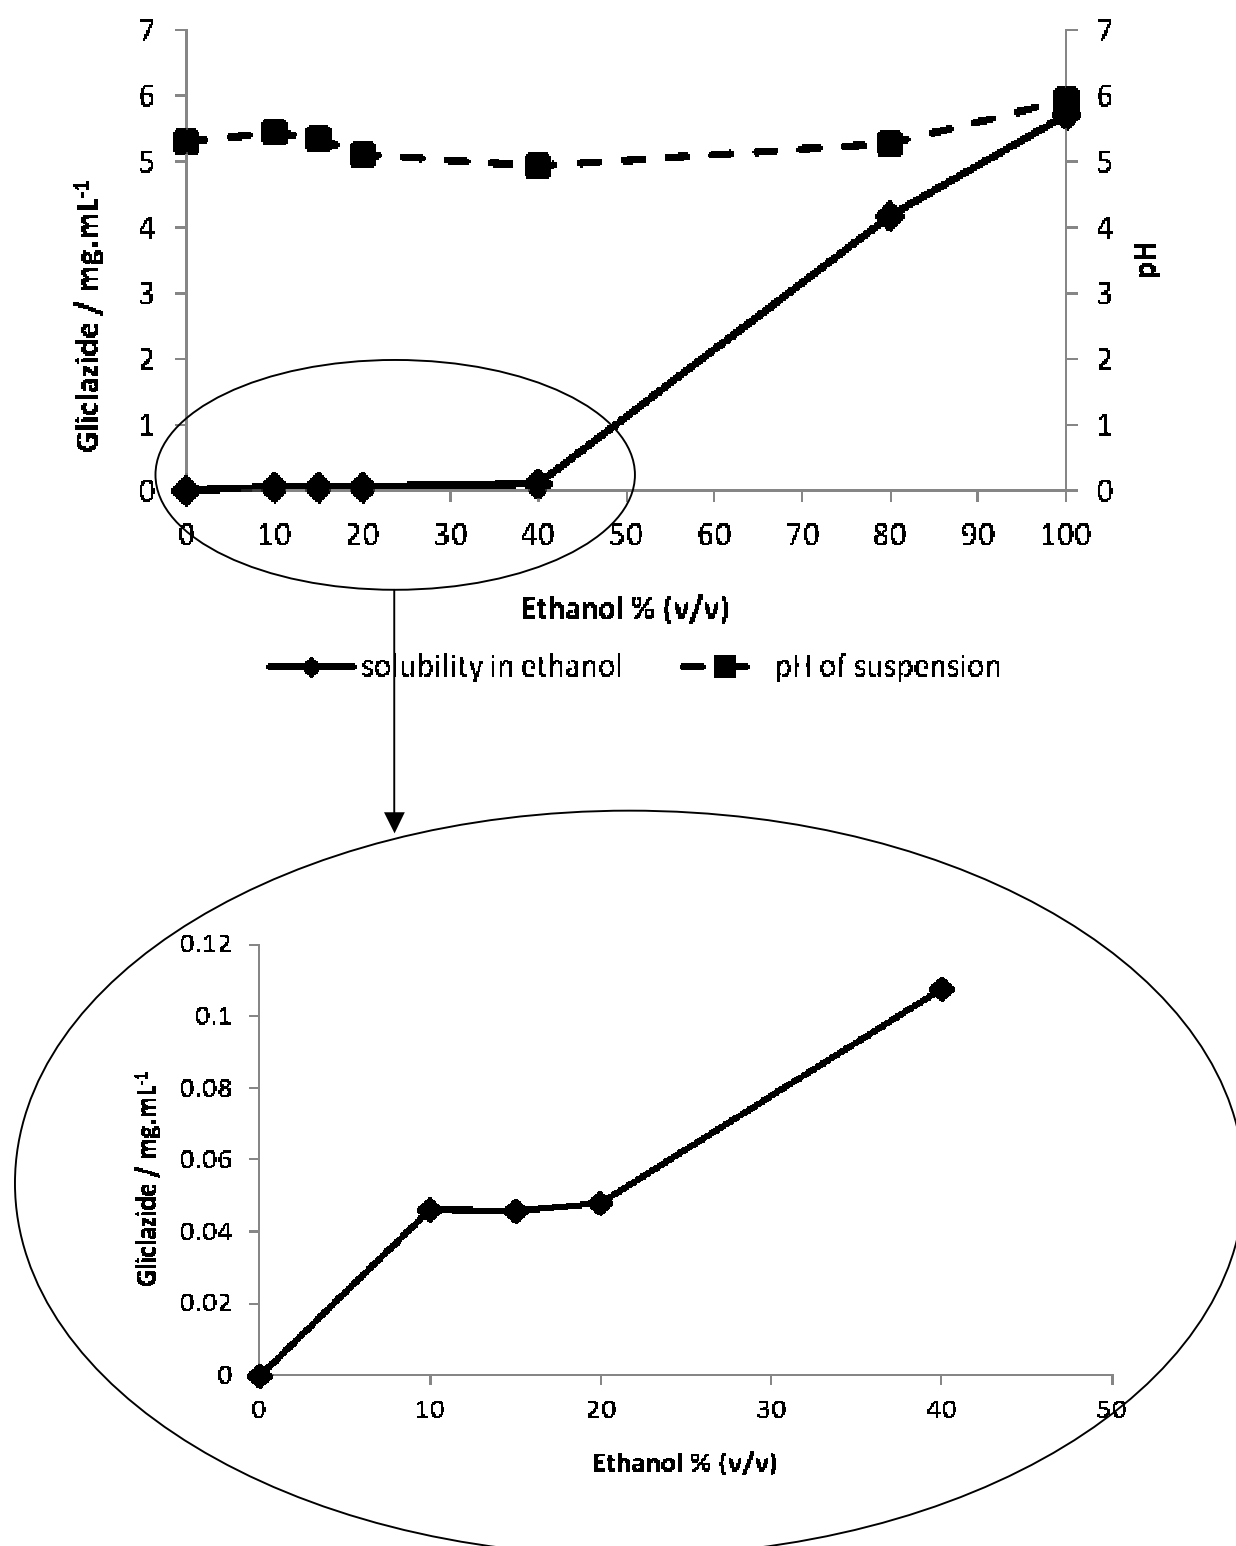 7
6
5
4
3
2
1
0
Gliclazide / mg.mL⁻¹
7
6
5
4
3
2
1
0
pH
0 10 20 30 40 50 60 70 80 90 100
Ethanol % (v/v)
solubility in ethanol pH of suspension
0.12
0.1
0.08
0.06
0.04
0.02
0
Gliclazide / mg.mL⁻¹
0 10 20 30 40 50
Ethanol % (v/v)